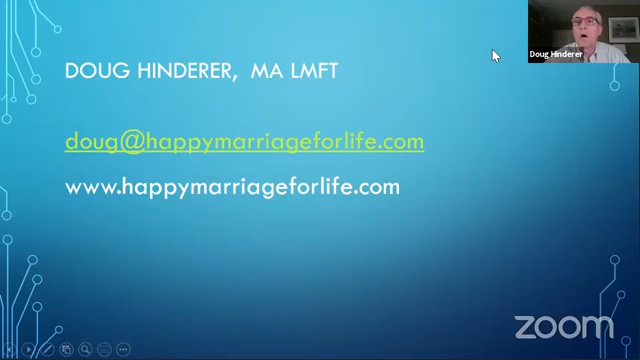 DOUG HINDERER, MA LMFT
doug@happymarriageforlife.com
www.happymarriageforlife.com
Doug Hinderer
zoom